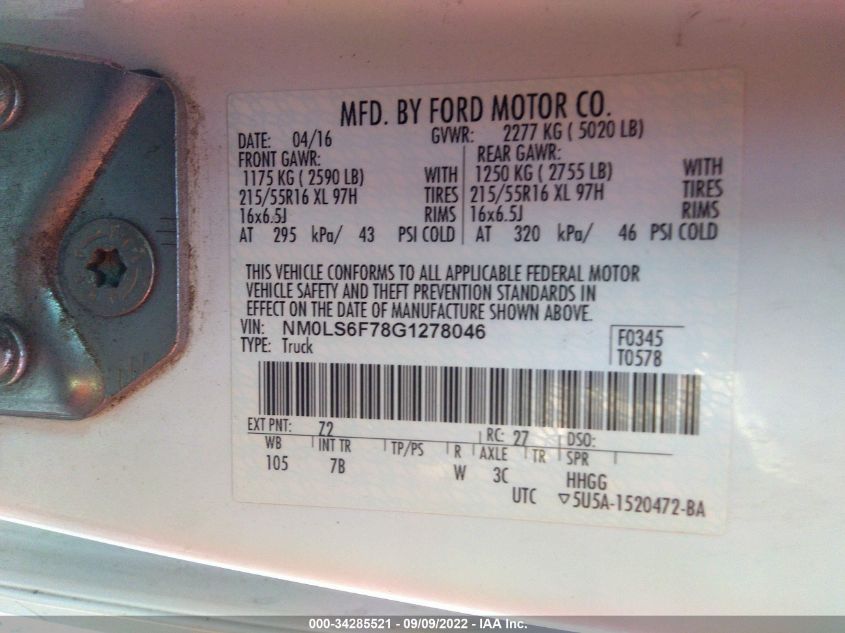 MFD. BY FORD MOTOR CO.
DATE: 04/16 GVWR: 2277 KG ( 5020 LB)
FRONT GAWR: REAR GAWR:
1175 KG ( 2590 LB) WITH 1250 KG ( 2755 LB) WITH
215/55R16 XL 97H TIRES 215/55R16 XL 97H TIRES
16x6.5J RIMS 16x6.5J RIMS
AT 295 kPa/ 43 PSI COLD AT 320 kPa/ 46 PSI COLD
THIS VEHICLE CONFORMS TO ALL APPLICABLE FEDERAL MOTOR
VEHICLE SAFETY AND THEFT PREVENTION STANDARDS IN
EFFECT ON THE DATE OF MANUFACTURE SHOWN ABOVE.
VIN: NM0LS6F78G1278046 F0345
TYPE: Truck T0578
EXT PNT: Z2 RC: 27 DSO:
WB INT TR TP/PS R AXLE TR SPR
105 7B W 3C HHGG
UTC ▽5U5A-1520472-BA
000-34285521 - 09/09/2022 - IAA Inc.